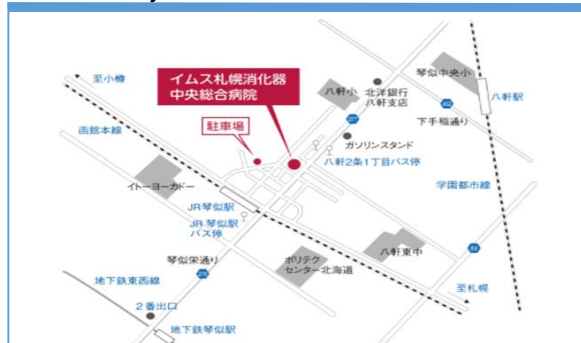 至小樽
イムス札幌消化器
中央総合病院
八軒小
北洋銀行
八軒支店
琴似中央小
八軒駅
函館本線
駐車場
277
452
下手稲通り
ガソリンスタンド
八軒2条1丁目バス停
イトーヨーカドー
学園都市線
JR琴似駅
JR 琴似駅
バス停
琴似栄通り
ポリテク
センター北海道
八軒東中
地下鉄東西線
至札幌
2番出口
地下鉄琴似駅